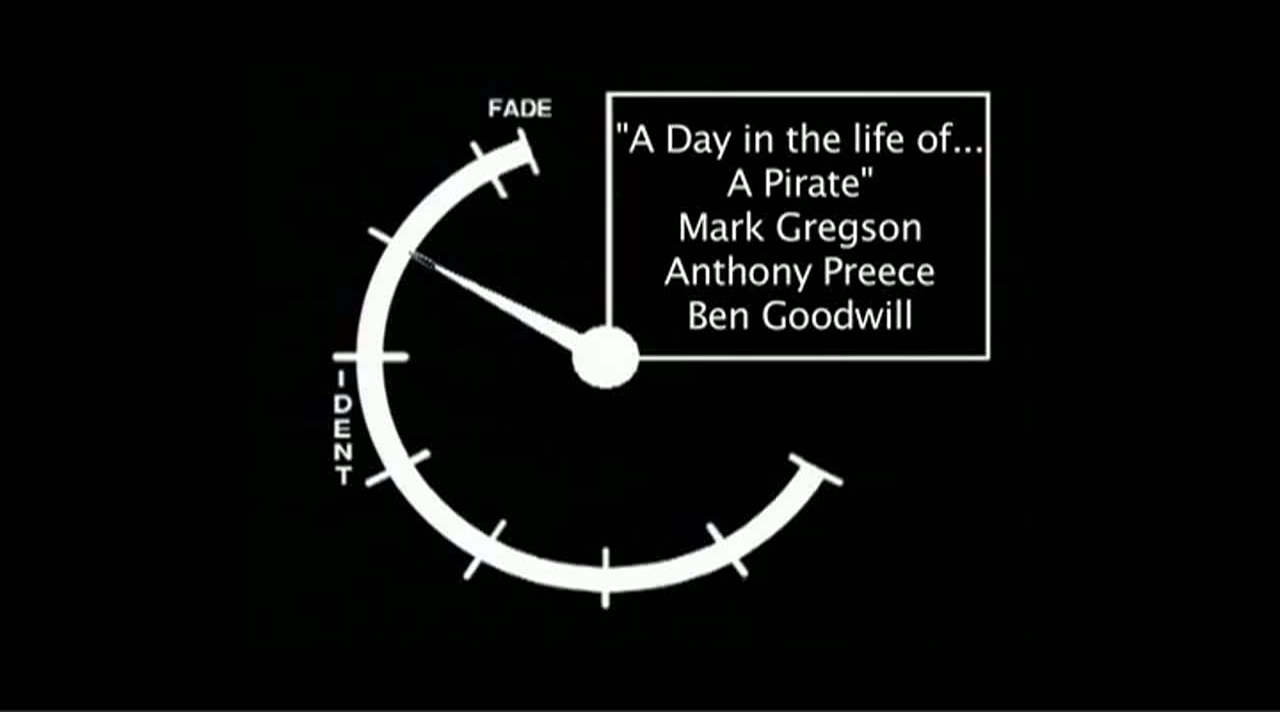 FADE
"A Day in the life of...
A Pirate"
Mark Gregson
Anthony Preece
Ben Goodwill
IDENT